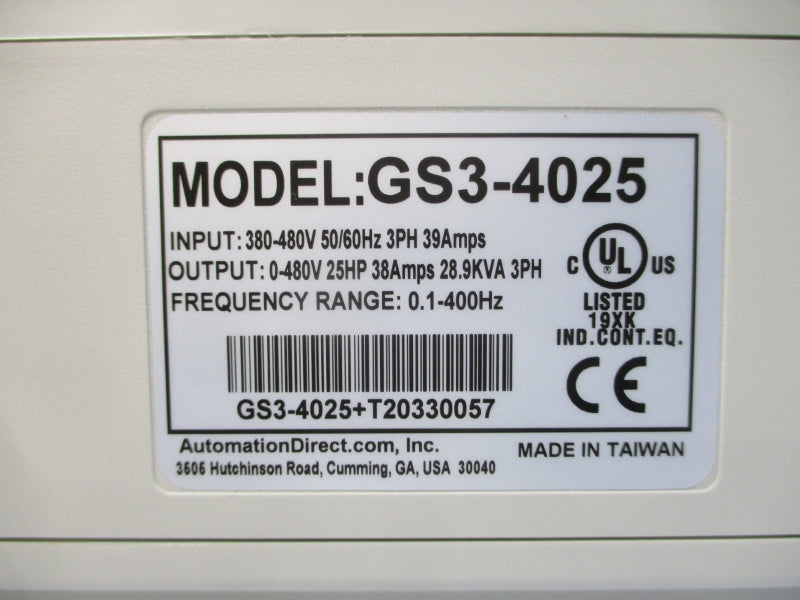 MODEL:GS3-4025
INPUT: 380-480V 50/60Hz 3PH 39Amps
OUTPUT: 0-480V 25HP 38Amps 28.9KVA 3PH
FREQUENCY RANGE: 0.1-400Hz
C UL US
LISTED
19XK
IND.CONT.EQ.
CE
GS3-4025+T20330057
AutomationDirect.com, Inc.
3505 Hutchinson Road, Cumming, GA, USA 30040
MADE IN TAIWAN